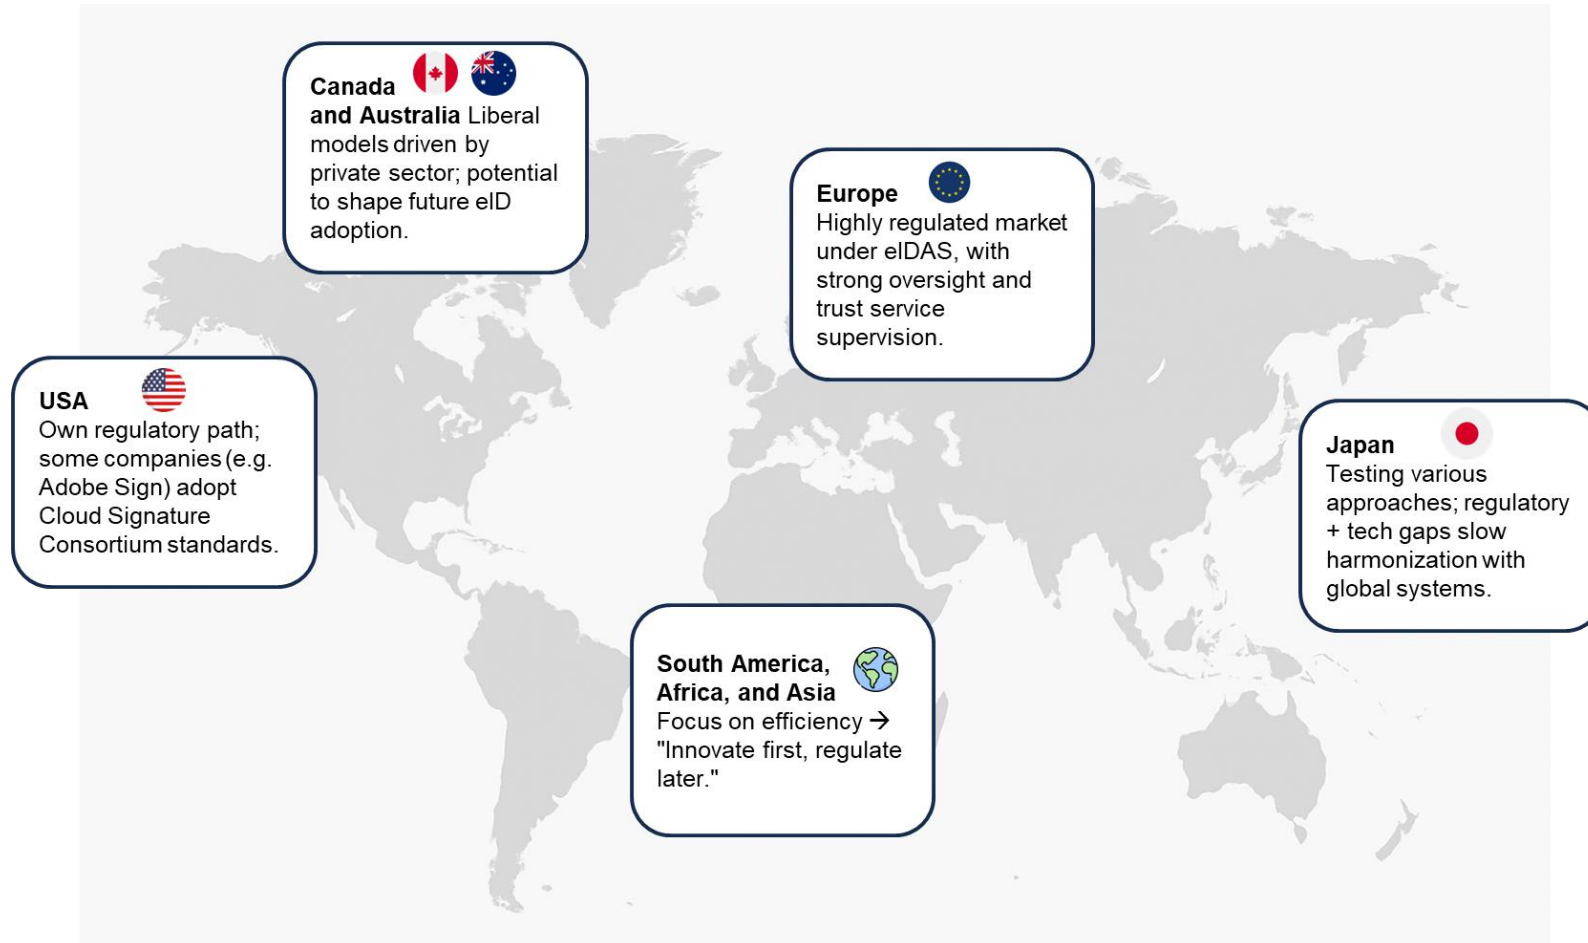 Canada
and Australia Liberal
models driven by
private sector; potential
to shape future eID
adoption.
Europe
Highly regulated market
under eIDAS, with
strong oversight and
trust service
supervision.
USA
Own regulatory path;
some companies (e.g.
Adobe Sign) adopt
Cloud Signature
Consortium standards.
Japan
Testing various
approaches; regulatory
+ tech gaps slow
harmonization with
global systems.
South America,
Africa, and Asia
Focus on efficiency →
"Innovate first, regulate
later."